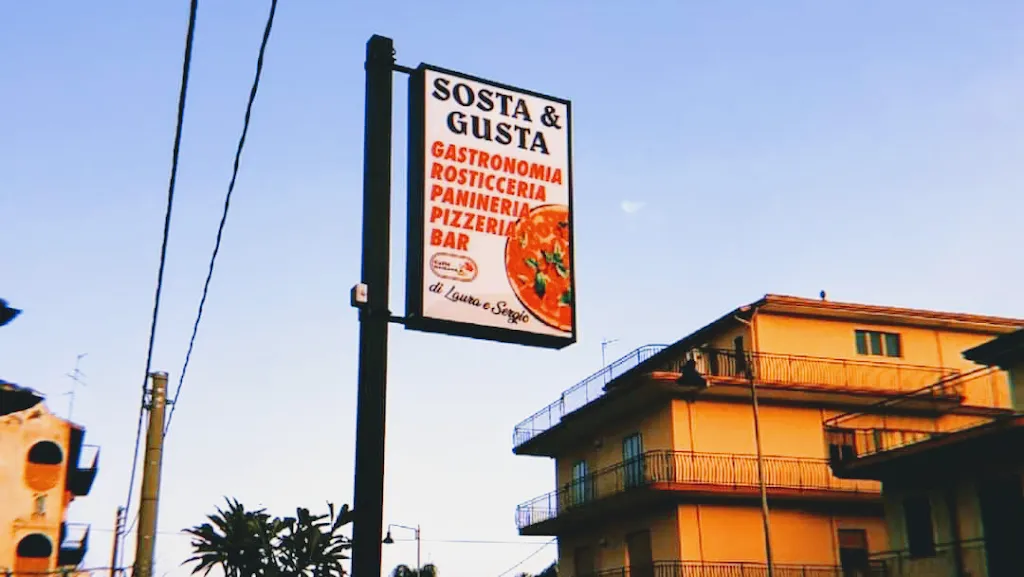 SOSTA &
GUSTA
GASTRONOMIA
ROSTICCERIA
PANINERIA
PIZZERIA
BAR
di Laura e Sergio